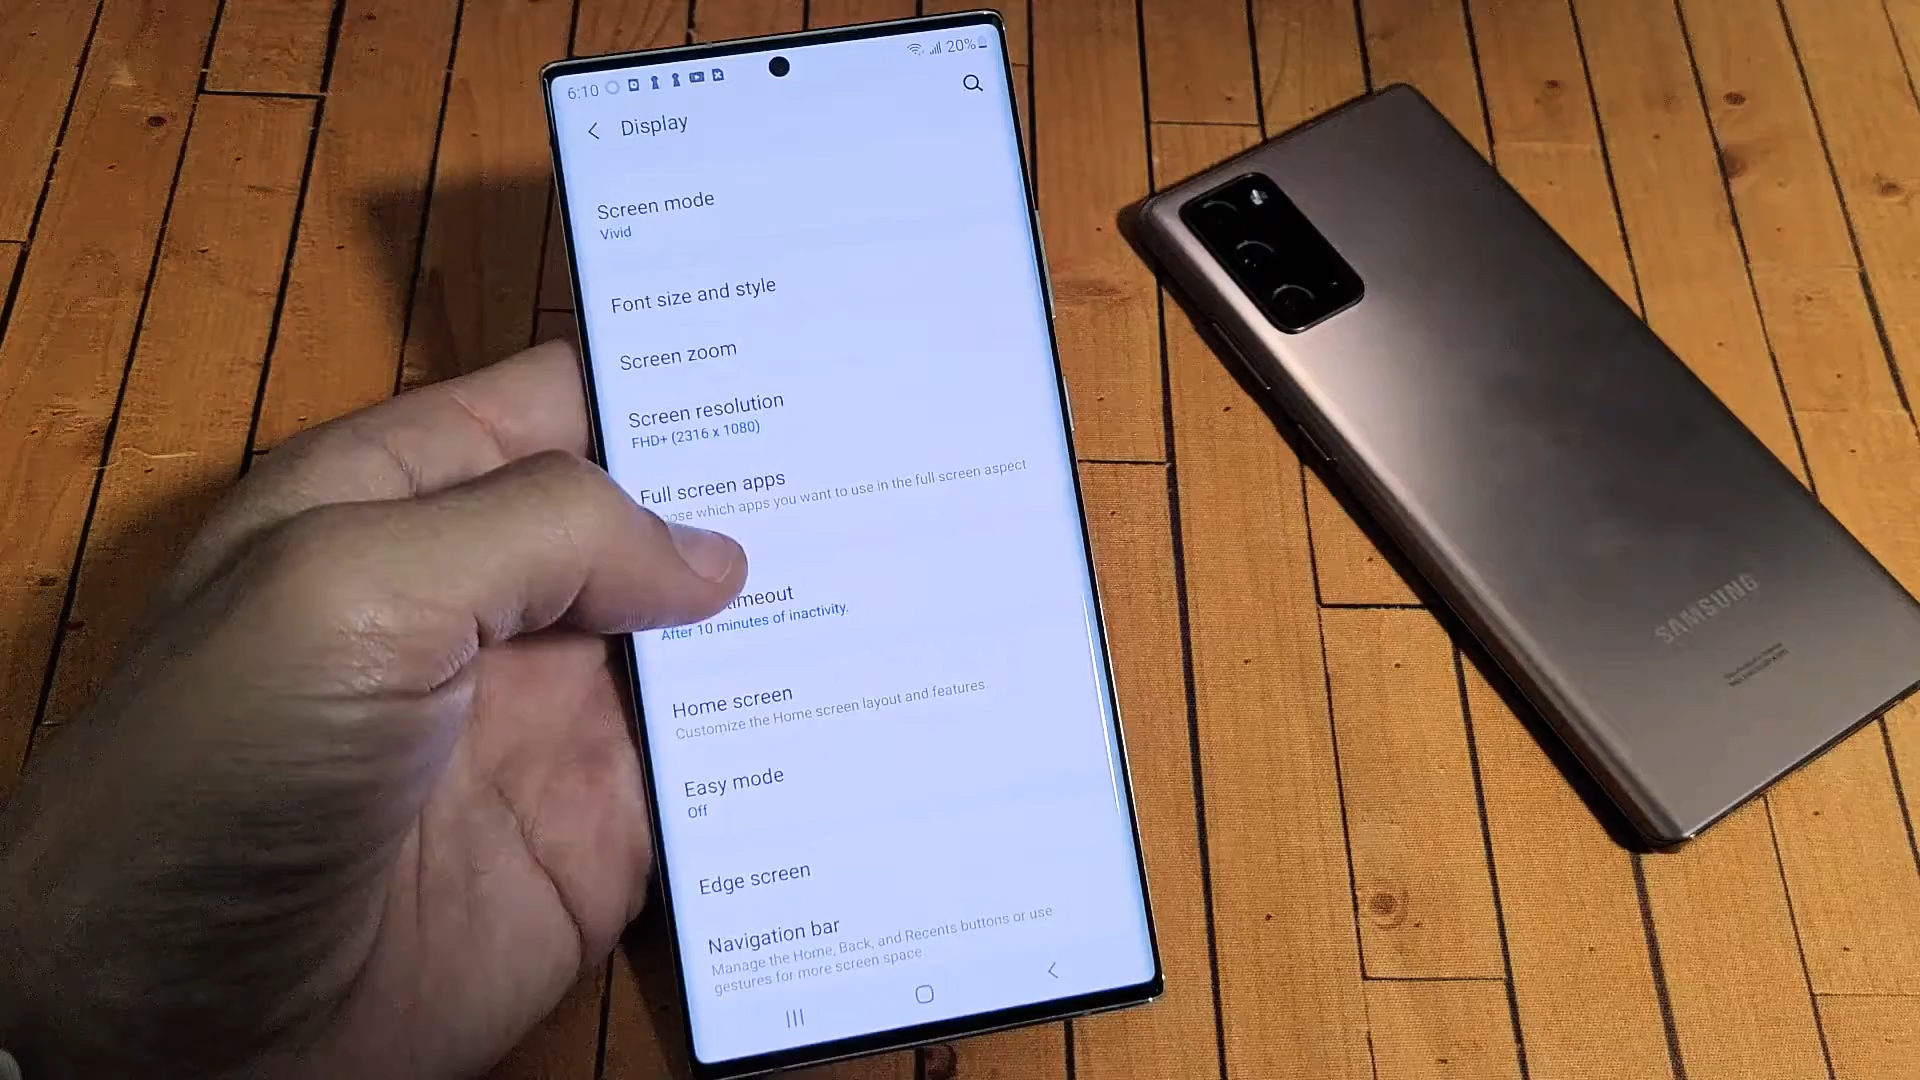 6:10
20%
Display
Screen mode
Vivid
Font size and style
Screen zoom
Screen resolution
FHD+ (2316 x 1080)
Full screen apps
which apps you want to use in the full screen aspect
timeout
After 10 minutes of inactivity.
Home screen
Customize the Home screen layout and features
Easy mode
Off
Edge screen
Navigation bar
Manage the Home, Back, and Recents buttons or use
gestures for more screen space
SAMSUNG